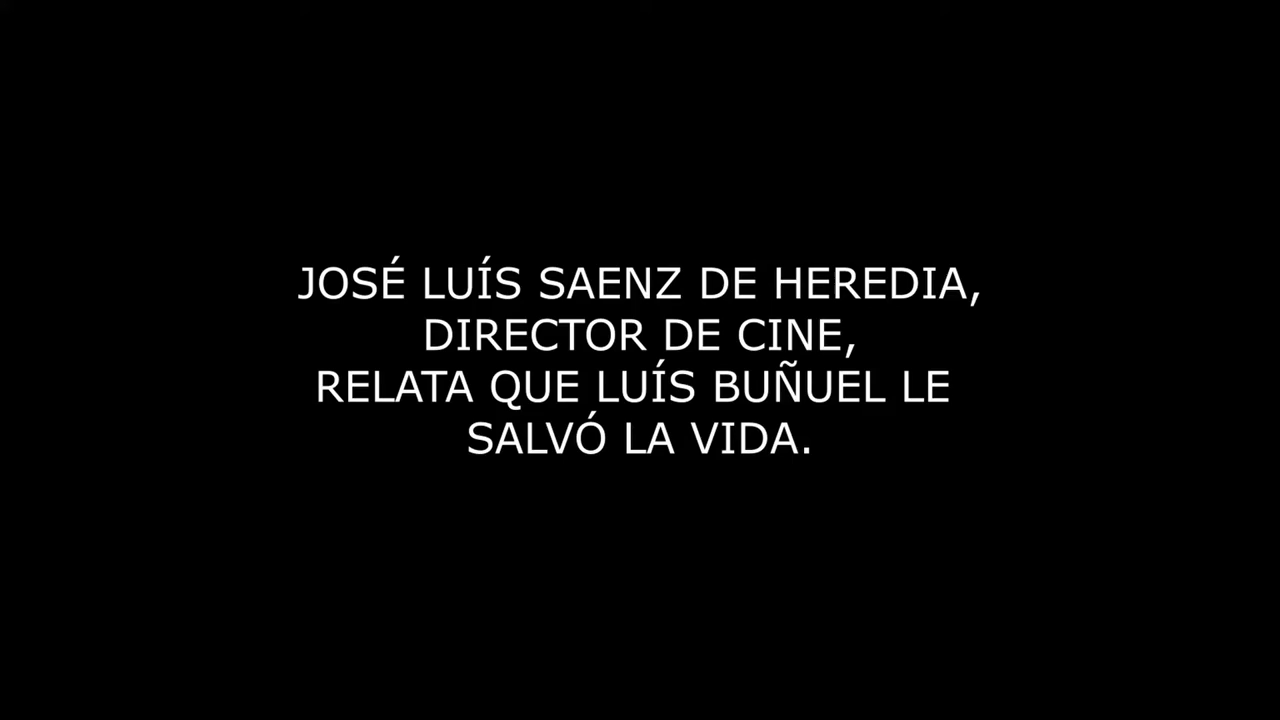 JOSÉ LUÍS SAENZ DE HEREDIA,
DIRECTOR DE CINE,
RELATA QUE LUÍS BUÑUEL LE
SALVÓ LA VIDA.